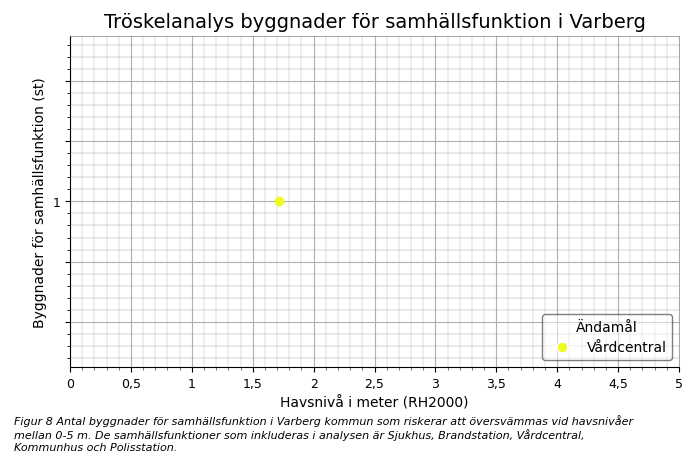 Tröskelanalys byggnader för samhällsfunktion i Varberg
Byggnader för samhällsfunktion (st)
1
Ändamål
Vårdcentral
0 0,5 1 1,5 2 2,5 3 3,5 4 4,5 5
Havsnivå i meter (RH2000)
Figur 8 Antal byggnader för samhällsfunktion i Varberg kommun som riskerar att översvämmas vid havsnivåer
mellan 0-5 m. De samhällsfunktioner som inkluderas i analysen är Sjukhus, Brandstation, Vårdcentral,
Kommunhus och Polisstation.